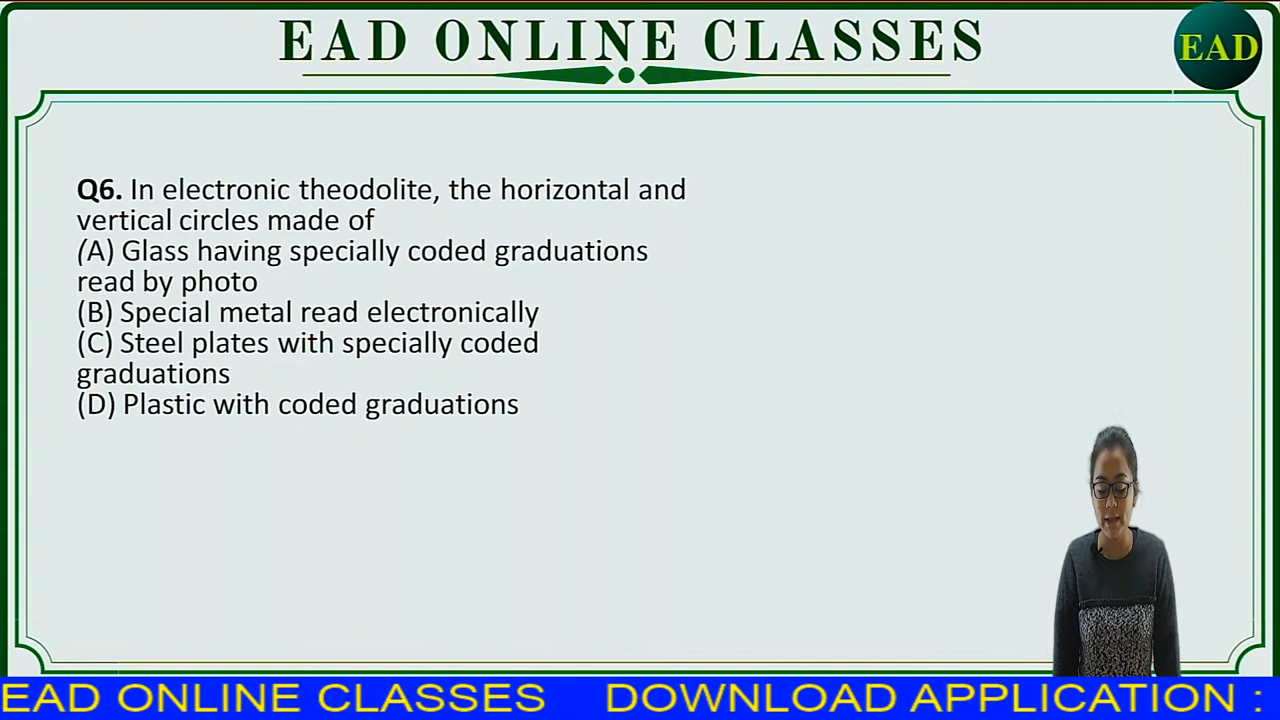 EAD ONLINE CLASSES
EAD
Q6. In electronic theodolite, the horizontal and
vertical circles made of
(A) Glass having specially coded graduations
read by photo
(B) Special metal read electronically
(C) Steel plates with specially coded
graduations
(D) Plastic with coded graduations
EAD ONLINE CLASSES DOWNLOAD APPLICATION :